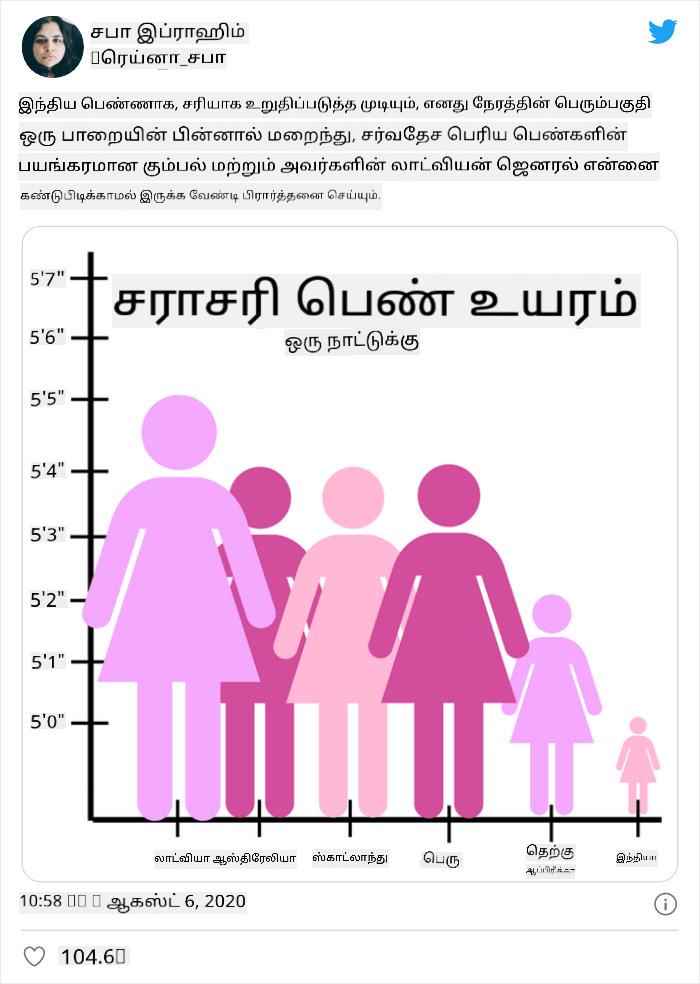 சபா இப்ராஹிம்
ரெய்னா_சபா
இந்திய பெண்ணாக, சரியாக உறுதிப்படுத்த முடியும், எனது நேரத்தின் பெரும்பகுதி
ஒரு பாறையின் பின்னால் மறைந்து, சர்வதேச பெரிய பெண்களின்
பயங்கரமான கும்பல் மற்றும் அவர்களின் லாட்வியன் ஜெனரல் என்னை
கண்டுபிடிக்காமல் இருக்க வேண்டி பிரார்த்தனை செய்யும்.
சராசரி பெண் உயரம்
ஒரு நாட்டுக்கு
5'7"
5'6"
5'5"
5'4"
5'3"
5'2"
5'1"
5'0"
லாட்வியா ஆஸ்திரேலியா ஸ்காட்லாந்து பெரு தெற்கு ஆப்பிரிக்கா இந்தியா
10:58 ஆகஸ்ட் 6, 2020
104.6